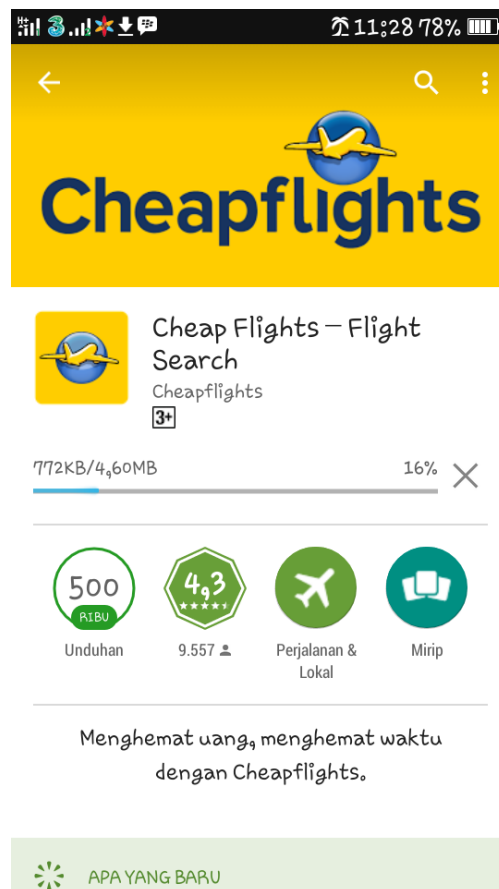 11:28 78%
Cheapflights
Cheap Flights – Flight
Search
Cheapflights
3+
772KB/4,60MB 16%
500
RIBU
4,3
Unduhan 9.557 Perjalanan &
Lokal Mirip
Menghemat uang, menghemat waktu
dengan Cheapflights.
APA YANG BARU